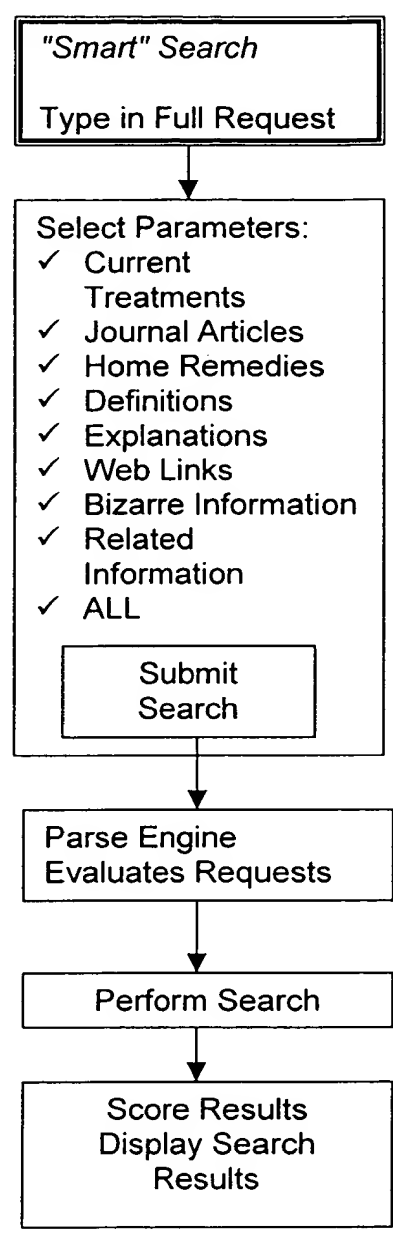 "Smart" Search
Type in Full Request
Select Parameters:
✓ Current
Treatments
✓ Journal Articles
✓ Home Remedies
✓ Definitions
✓ Explanations
✓ Web Links
✓ Bizarre Information
✓ Related
Information
✓ ALL
Submit
Search
Parse Engine
Evaluates Requests
Perform Search
Score Results
Display Search
Results